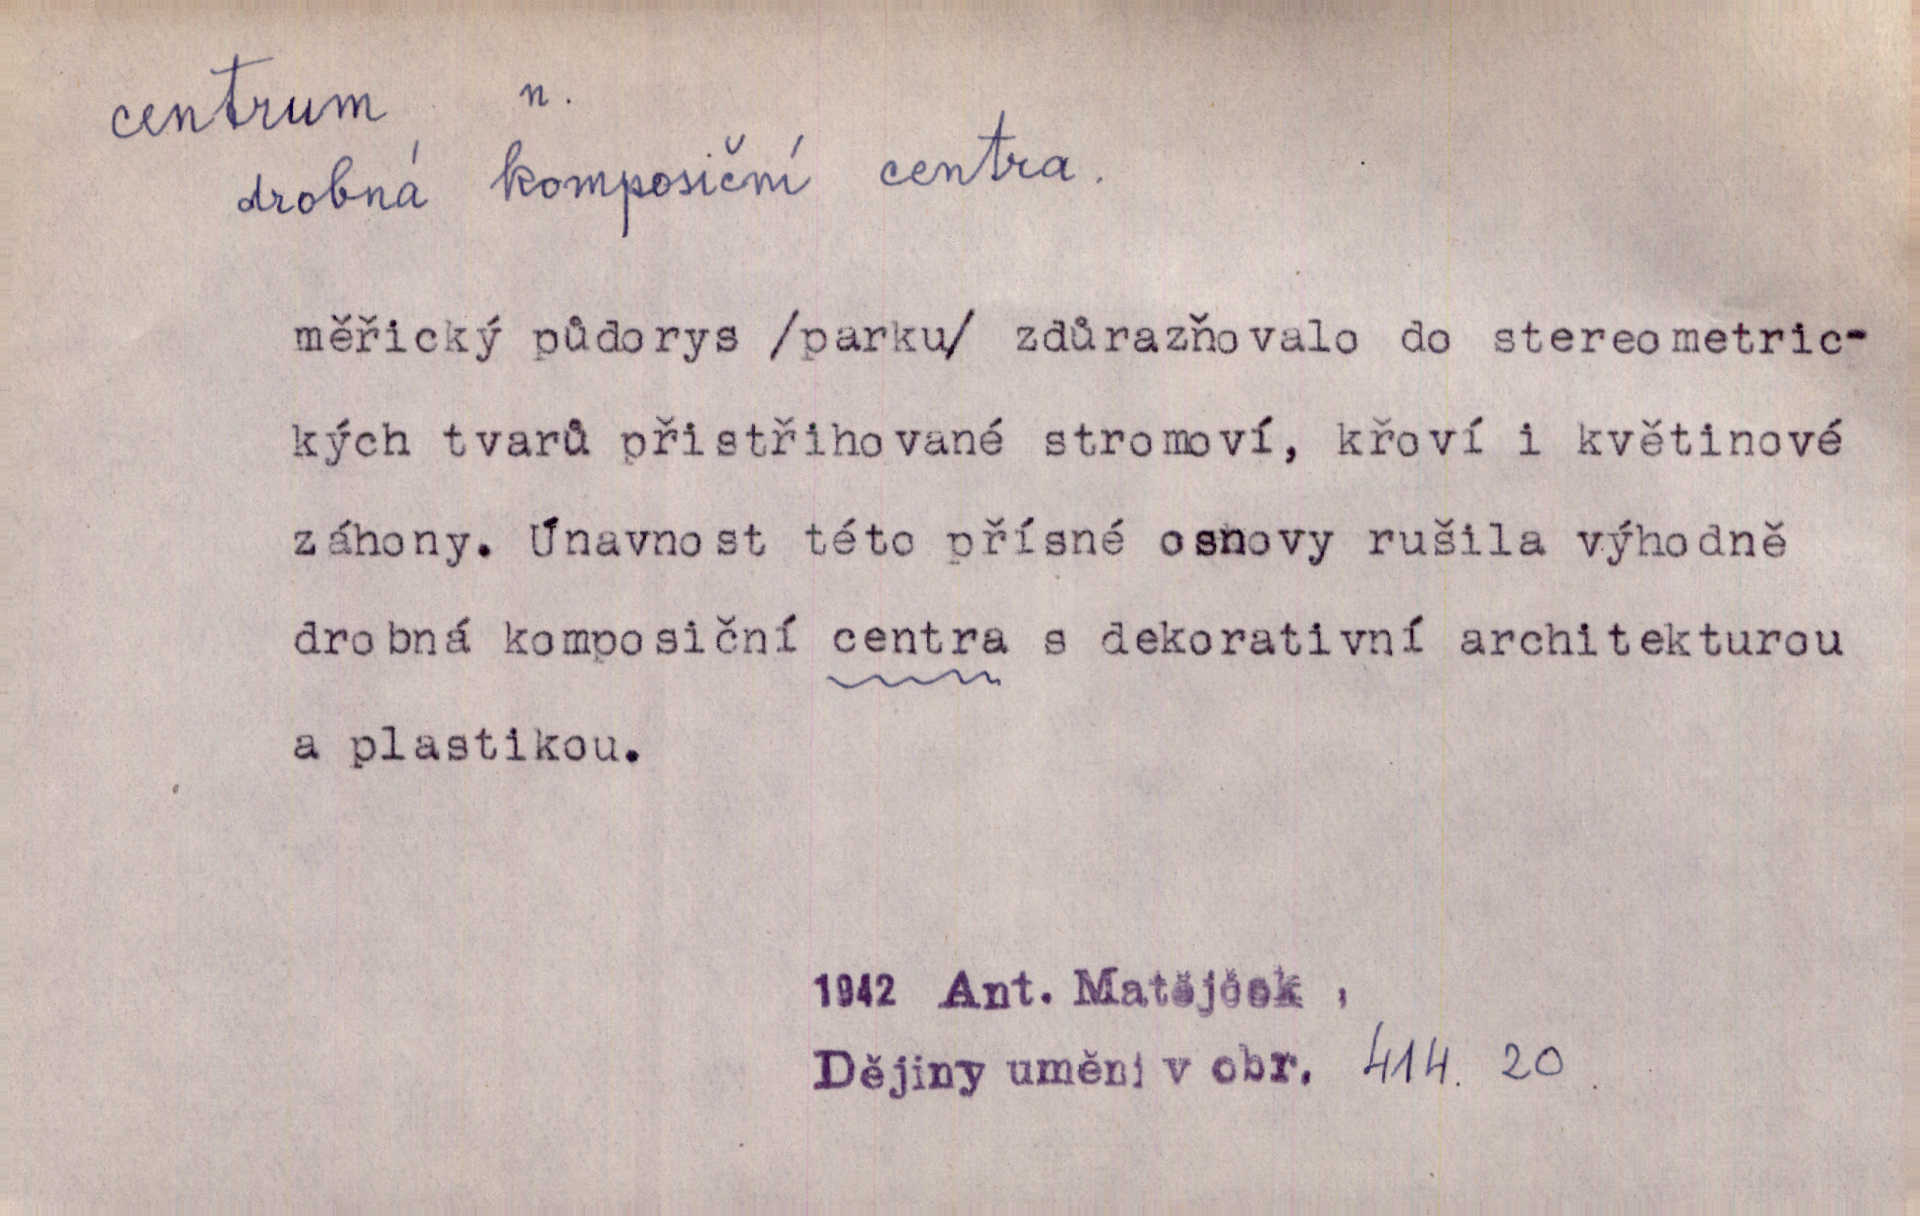 centrum n.
drobná komposiční centra.
měřický půdorys /parku/ zdůrazňovalo do stereometric-
kých tvarů přistřihované stromoví, křoví i květinové
záhony. Únavnost této přísné osnovy rušila výhodně
drobná komposiční centra s dekorativní architekturou
a plastikou.
1942 Ant. Matějček,
Dějiny umění v obr. 414. 20.